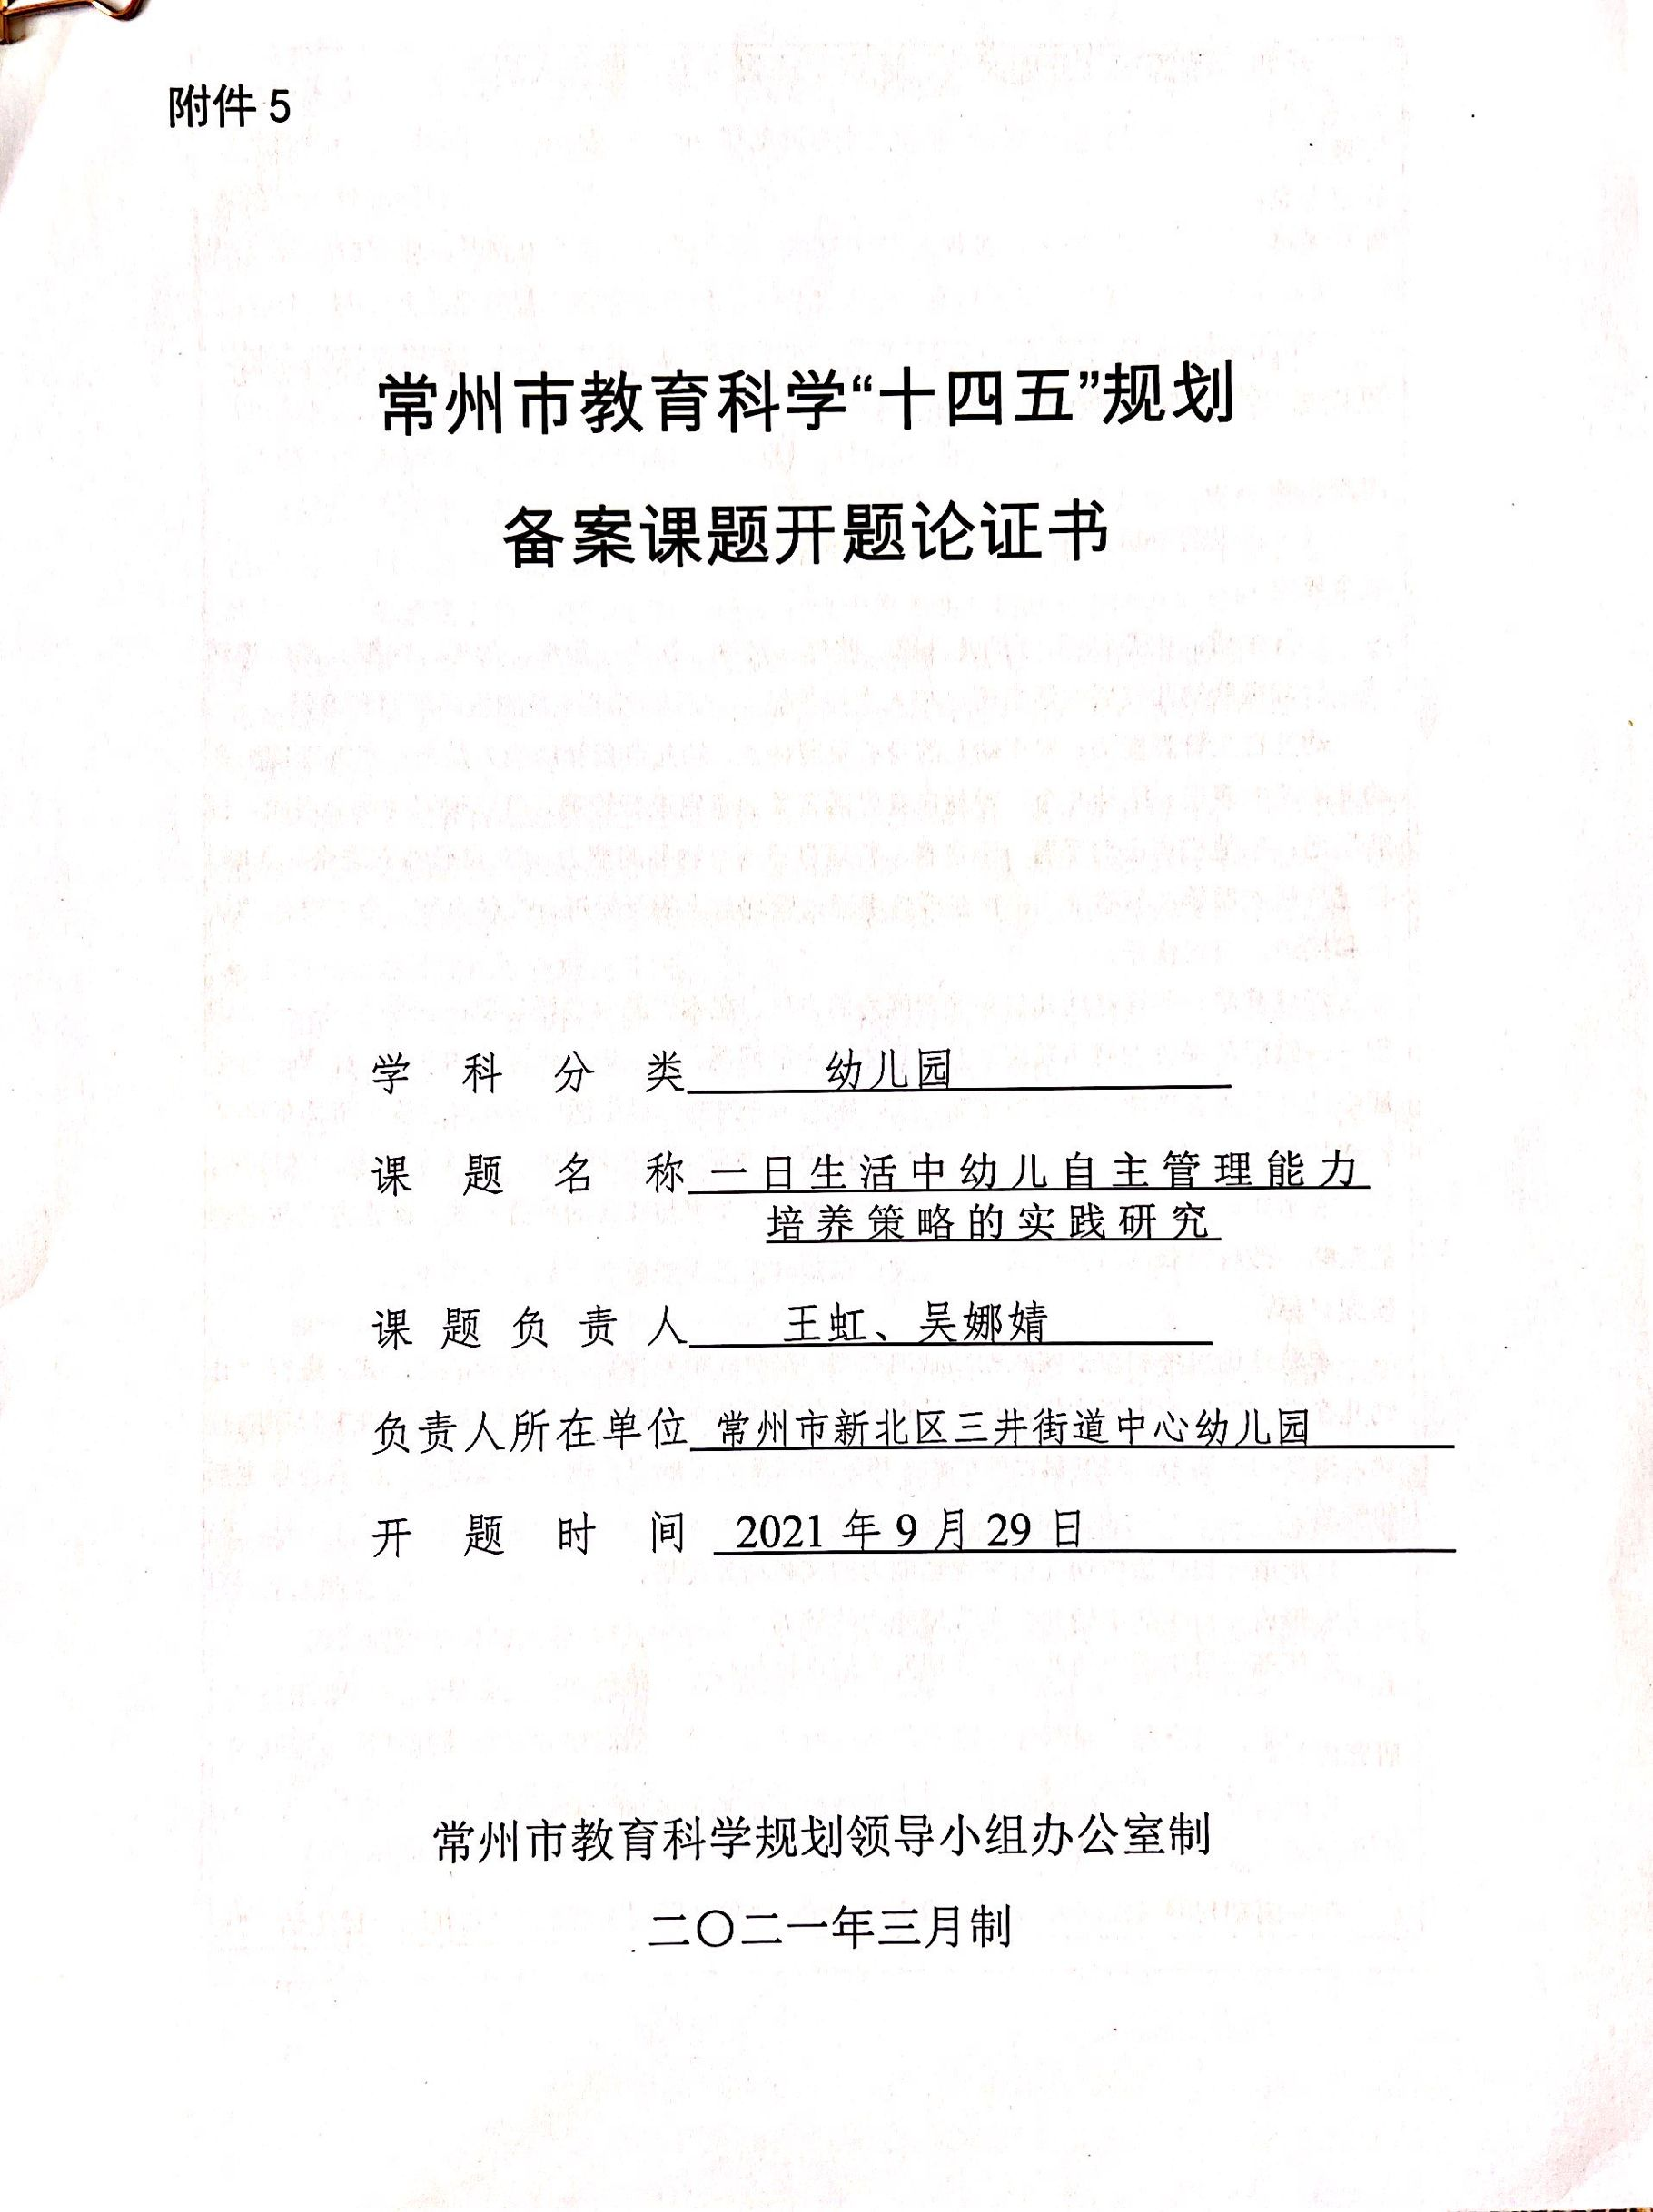 附件 5
常州市教育科学“十四五”规划
备案课题开题论证书
学科分类 幼儿园
课题名称 一日生活中幼儿自主管理能力
培养策略的实践研究
课题负责人 王虹、吴娜婧
负责人所在单位 常州市新北区三井街道中心幼儿园
开题时间 2021 年 9 月 29 日
常州市教育科学规划领导小组办公室制
二〇二一年三月制